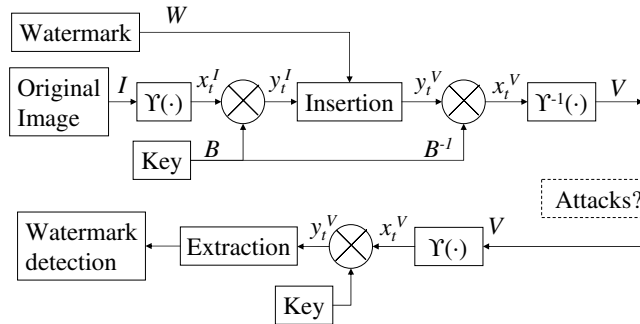 Watermark
W
Original
Image
I
ϒ(·)
x_t^I
y_t^I
Insertion
y_t^V
x_t^V
ϒ^-1(·)
V
Key
B
B^-1
Attacks?
Watermark
detection
Extraction
y_t^V
x_t^V
ϒ(·)
V
Key